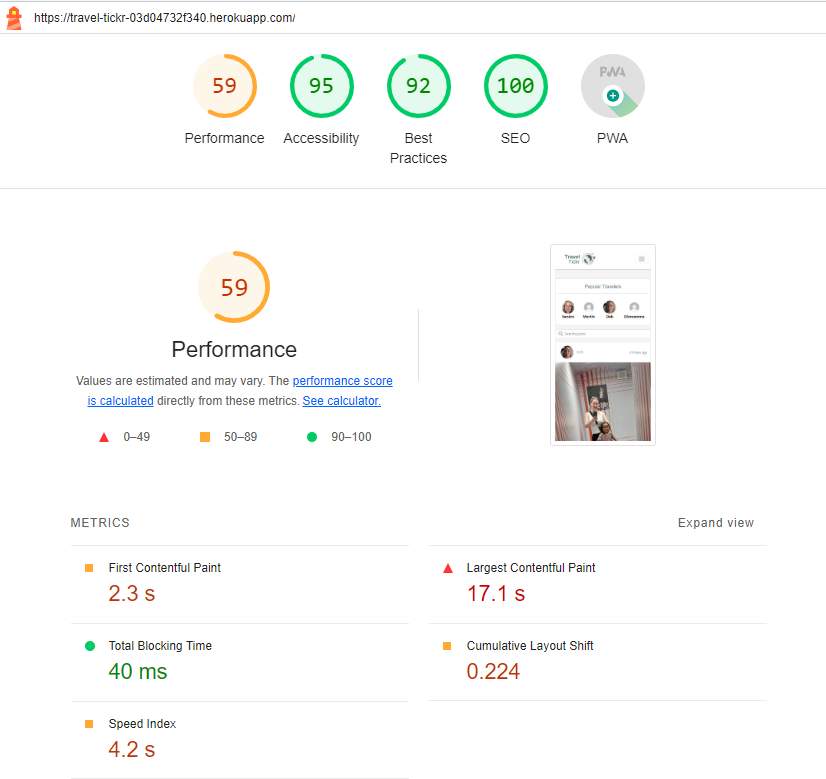 https://travel-tickr-03d04732f340.herokuapp.com/
59
95
92
100
PWA
Performance
Accessibility
Best
Practices
SEO
PWA
59
Performance
Values are estimated and may vary. The performance score
is calculated directly from these metrics. See calculator.
0–49
50–89
90–100
Travel
Tickr
Popular Travelers
Sandra
Martin
Search posts
METRICS
Expand view
First Contentful Paint
2.3 s
Largest Contentful Paint
17.1 s
Total Blocking Time
40 ms
Cumulative Layout Shift
0.224
Speed Index
4.2 s